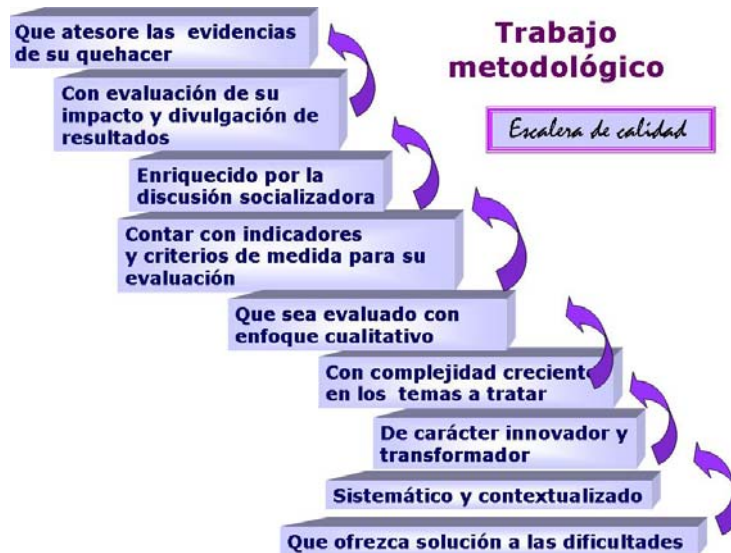 Trabajo
metodológico
Escalera de calidad
Que atesore las evidencias
de su quehacer
Con evaluación de su
impacto y divulgación de
resultados
Enriquecido por la
discusión socializadora
Contar con indicadores
y criterios de medida para su
evaluación
Que sea evaluado con
enfoque cualitativo
Con complejidad creciente
en los temas a tratar
De carácter innovador y
transformador
Sistemático y contextualizado
Que ofrezca solución a las dificultades